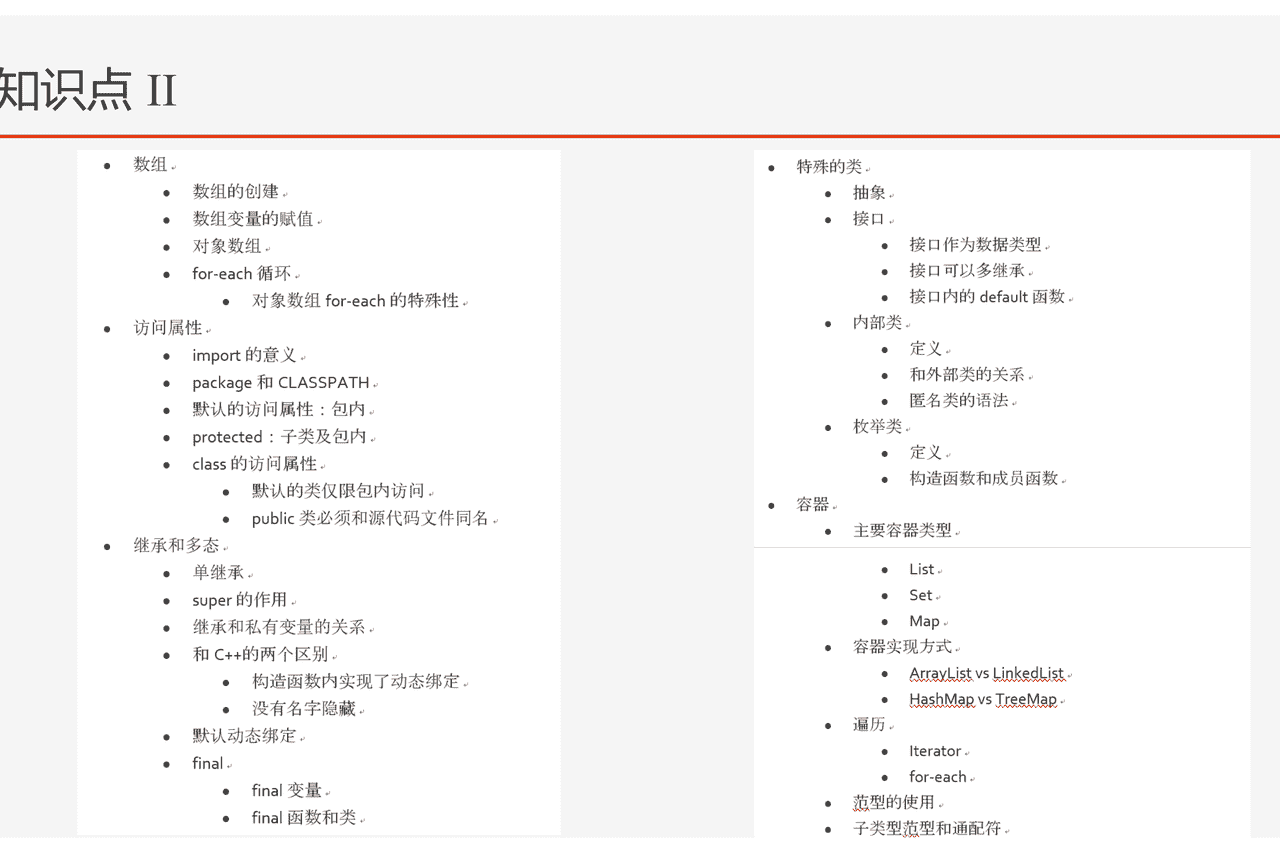 知识点 II
• 数组
• 数组的创建
• 数组变量的赋值
• 对象数组
• for-each 循环
• 对象数组 for-each 的特殊性
• 访问属性
• import 的意义
• package 和 CLASSPATH
• 默认的访问属性：包内
• protected：子类及包内
• class 的访问属性
• 默认的类仅限包内访问
• public 类必须和源代码文件同名
• 继承和多态
• 单继承
• super 的作用
• 继承和私有变量的关系
• 和 C++的两个区别
• 构造函数内实现了动态绑定
• 没有名字隐藏
• 默认动态绑定
• final
• final 变量
• final 函数和类
• 特殊的类
• 抽象
• 接口
• 接口作为数据类型
• 接口可以多继承
• 接口内的 default 函数
• 内部类
• 定义
• 和外部类的关系
• 匿名类的语法
• 枚举类
• 定义
• 构造函数和成员函数
• 容器
• 主要容器类型
• List
• Set
• Map
• 容器实现方式
• ArrayList vs LinkedList
• HashMap vs TreeMap
• 遍历
• Iterator
• for-each
• 范型的使用
• 子类型范型和通配符